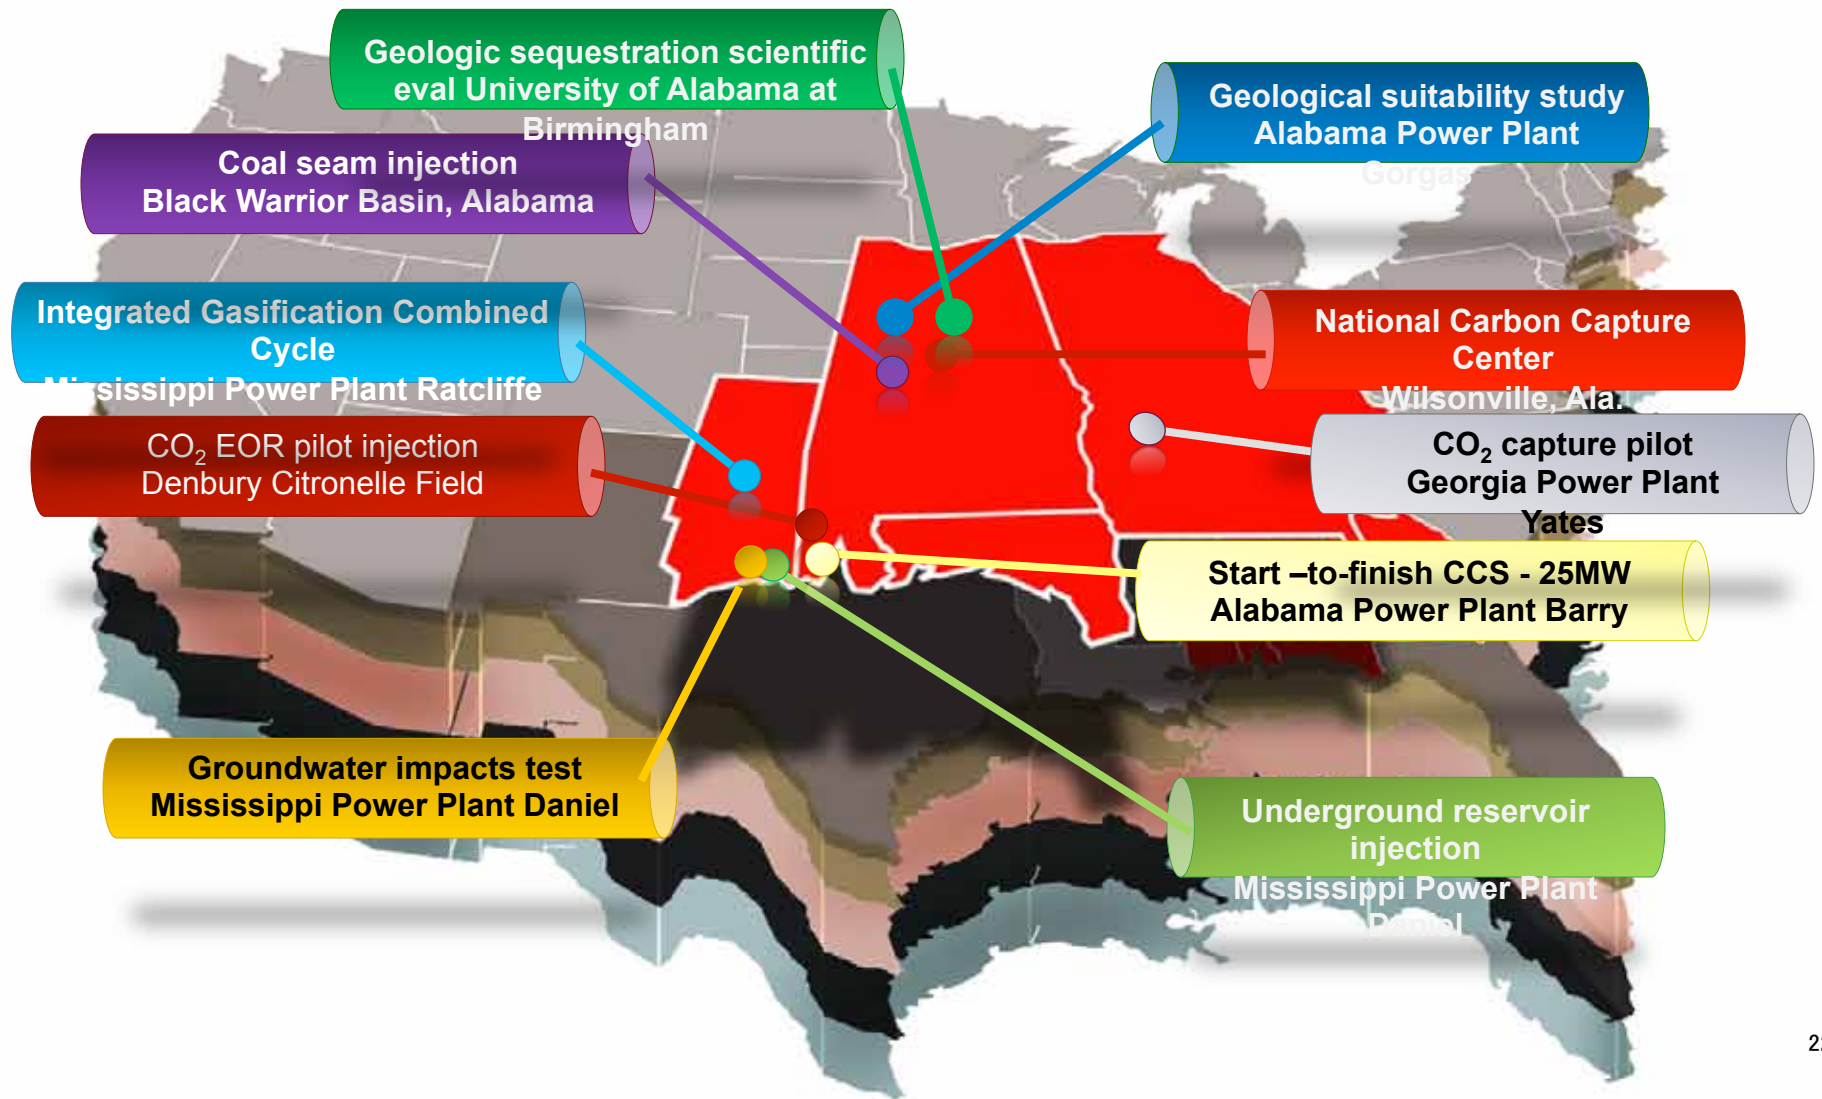 Geologic sequestration scientific
eval University of Alabama at
Birmingham
Geological suitability study
Alabama Power Plant
Gorgas
Coal seam injection
Black Warrior Basin, Alabama
Integrated Gasification Combined
Cycle
Mississippi Power Plant Ratcliffe
National Carbon Capture
Center
Wilsonville, Ala.
CO₂ EOR pilot injection
Denbury Citronelle Field
CO₂ capture pilot
Georgia Power Plant
Yates
Start –to-finish CCS - 25MW
Alabama Power Plant Barry
Groundwater impacts test
Mississippi Power Plant Daniel
Underground reservoir
injection
Mississippi Power Plant
Daniel